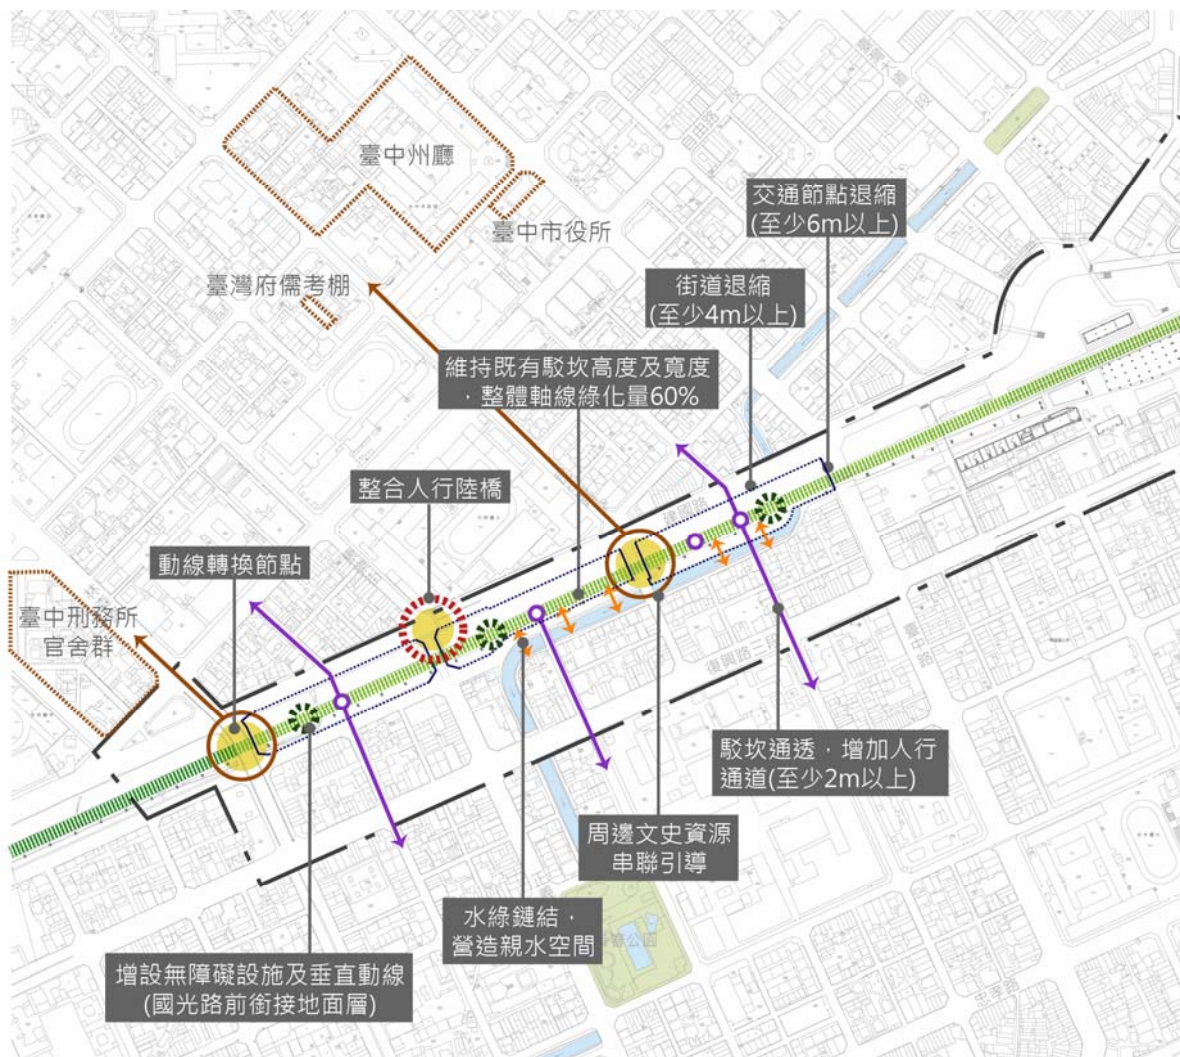 臺中州廳
臺中市役所
臺灣府儒考棚
交通節點退縮
(至少6m以上)
街道退縮
(至少4m以上)
維持既有駁坎高度及寬度
，整體軸線綠化量60%
整合人行陸橋
動線轉換節點
臺中刑務所
官舍群
建國路
復興路
駁坎通透，增加人行
通道(至少2m以上)
周邊文史資源
串聯引導
水綠鏈結，
營造親水空間
增設無障礙設施及垂直動線
(國光路前銜接地面層)